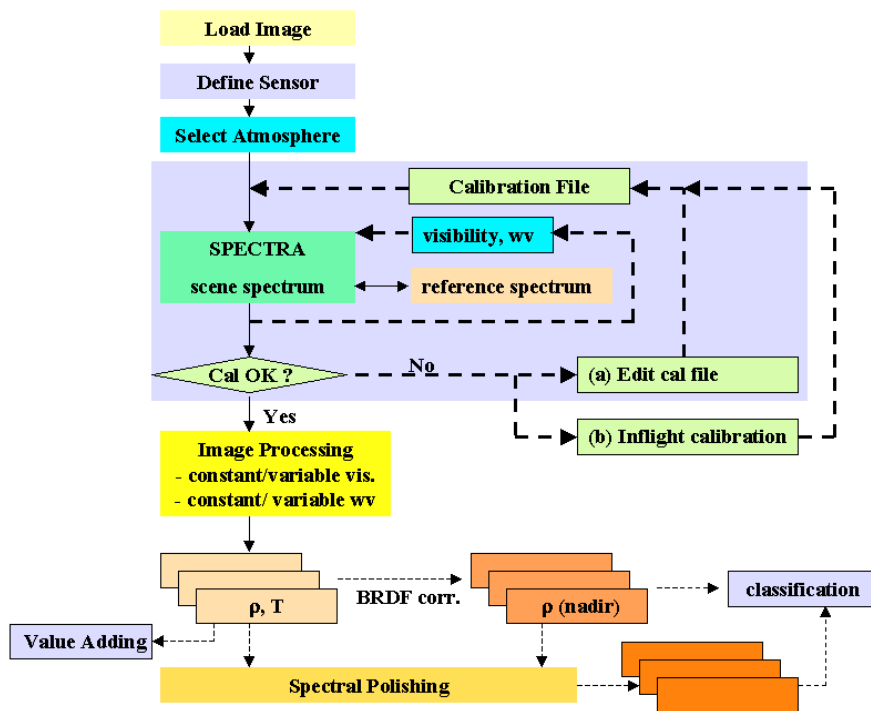 Load Image
Define Sensor
Select Atmosphere
Calibration File
visibility, wv
SPECTRA
scene spectrum
reference spectrum
Cal OK ?
No
(a) Edit cal file
Yes
(b) Inflight calibration
Image Processing
- constant/variable vis.
- constant/ variable wv
ρ, T
BRDF corr.
ρ (nadir)
classification
Value Adding
Spectral Polishing